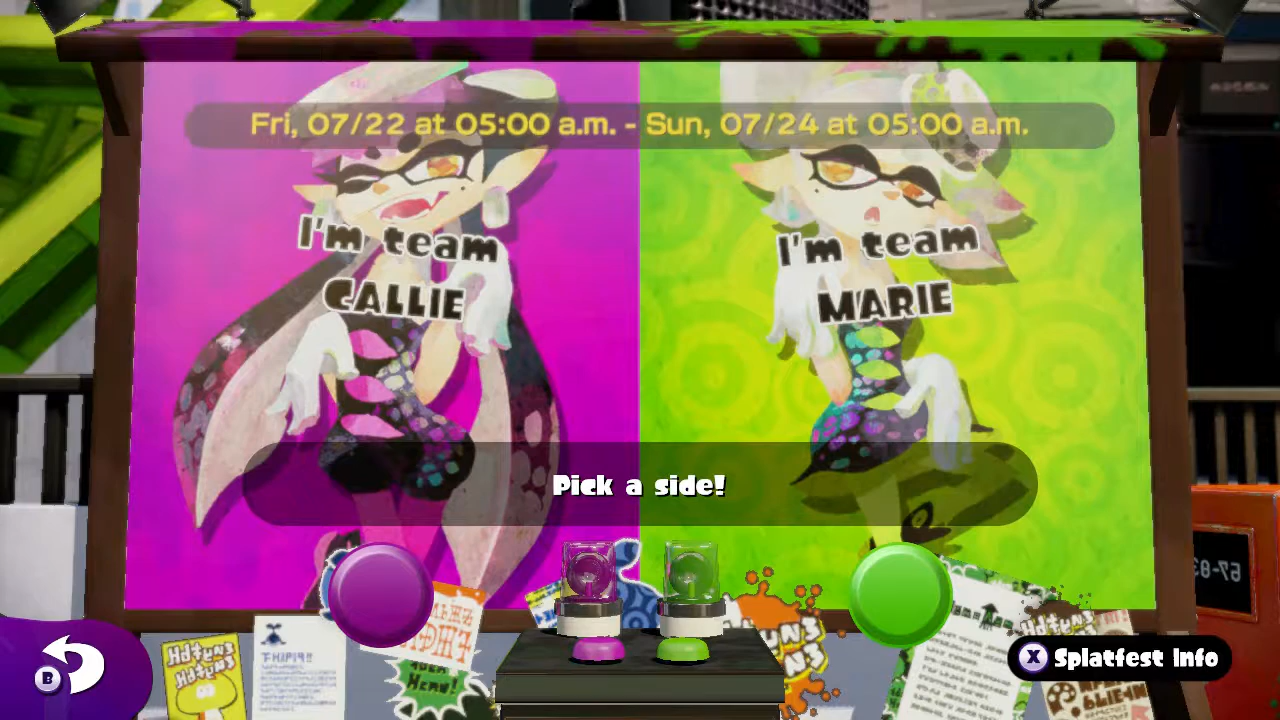 Fri, 07/22 at 05:00 a.m. - Sun, 07/24 at 05:00 a.m.
I'm team
CALLIE
I'm team
MARIE
Pick a side!
B
X Splatfest Info